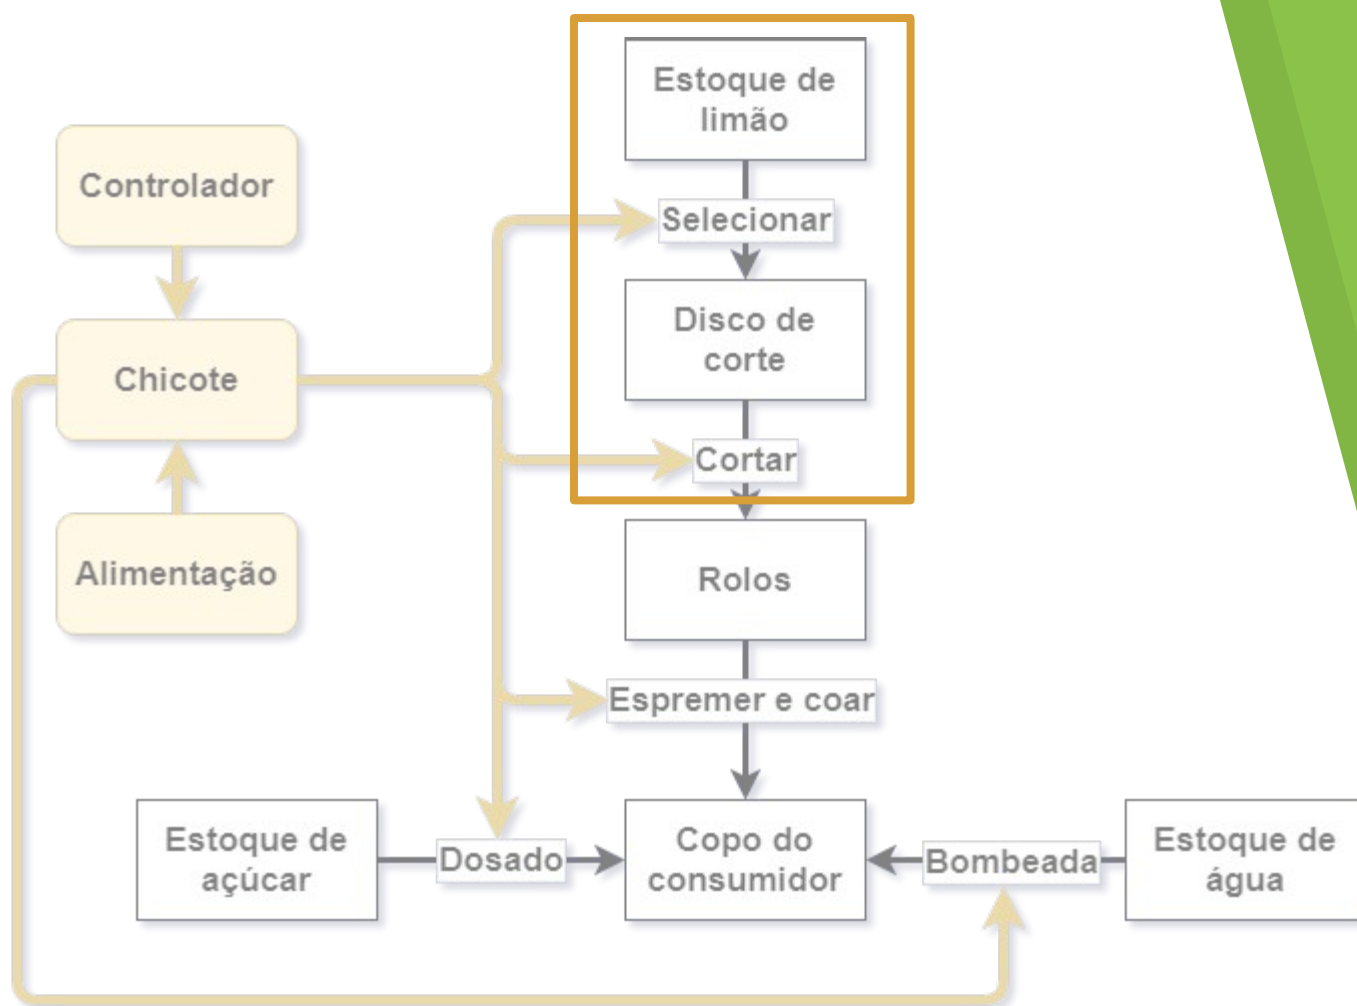 Estoque de
limão
Controlador
Selecionar
Disco de
corte
Chicote
Cortar
Alimentação
Rolos
Espremer e coar
Estoque de
açúcar
Dosado
Copo do
consumidor
Bombeada
Estoque de
água